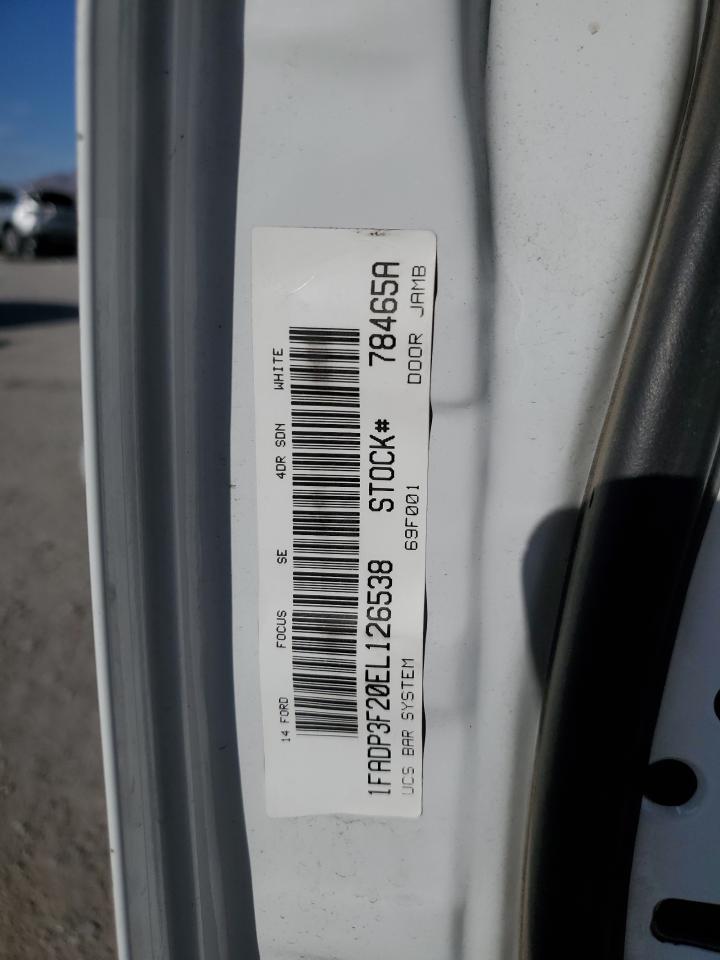 14 FORD FOCUS SE 4DR SDN WHITE
1FADP3F20EL126538 STOCK# 78465A
UCS BAR SYSTEM 69F001 DOOR JAMB